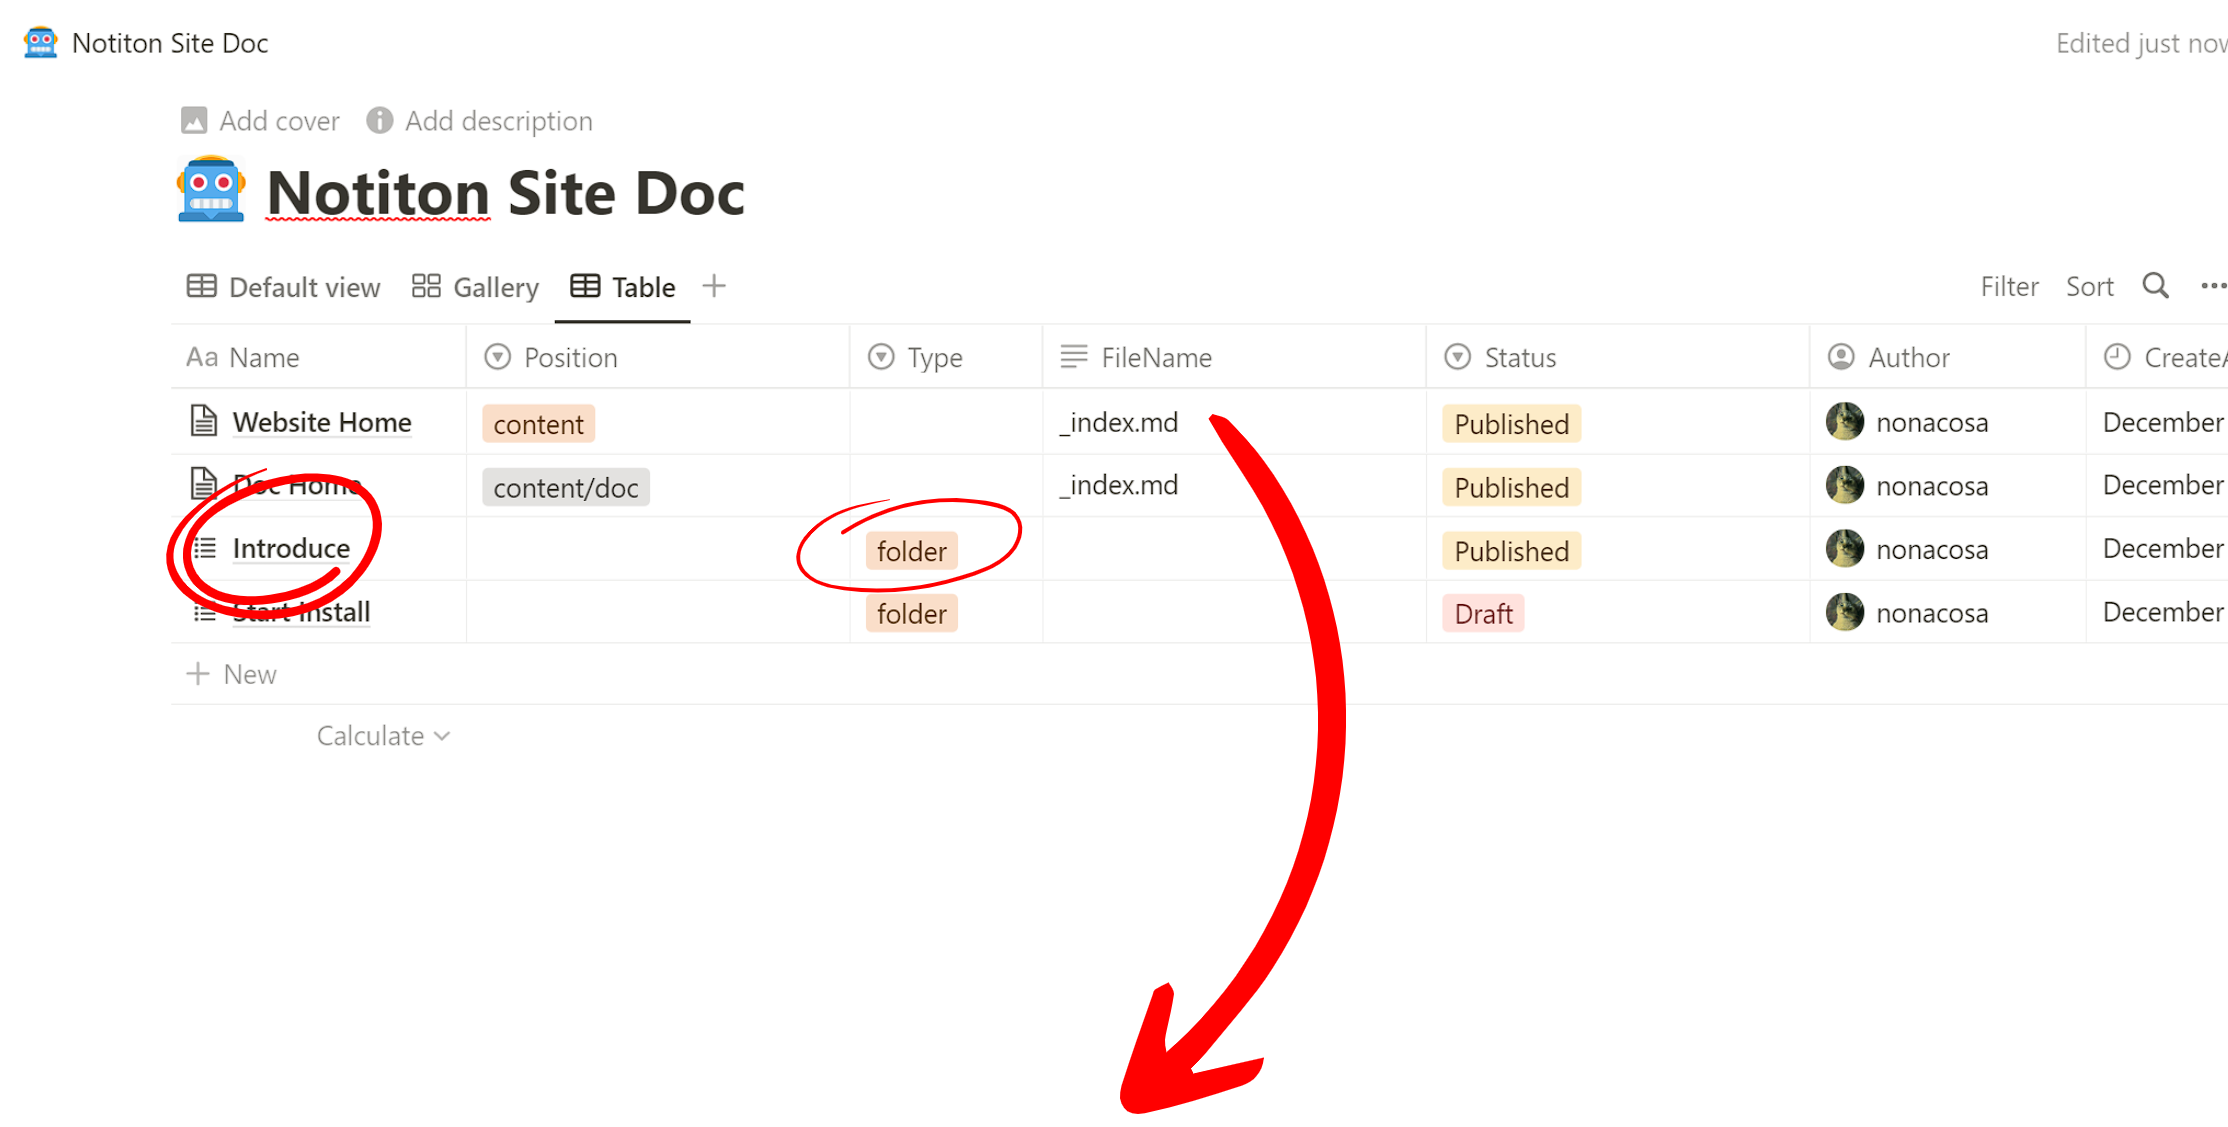 Notiton Site Doc
Edited just now
Add cover Add description
Notiton Site Doc
Default view Gallery Table
Filter Sort
Aa Name Position Type FileName Status Author Create
Website Home content _index.md Published nonacosa December
Doc Home content/doc _index.md Published nonacosa December
Introduce folder Published nonacosa December
Start Install folder Draft nonacosa December
New
Calculate